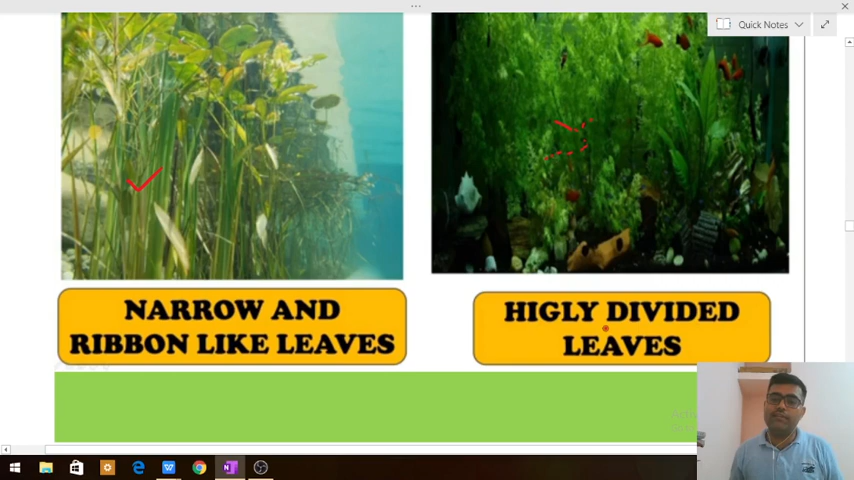 Quick Notes
NARROW AND
RIBBON LIKE LEAVES
HIGLY DIVIDED
LEAVES